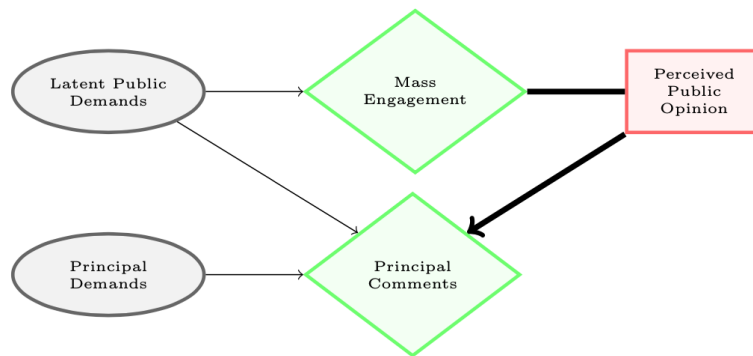 Latent Public
Demands
Mass
Engagement
Perceived
Public
Opinion
Principal
Demands
Principal
Comments